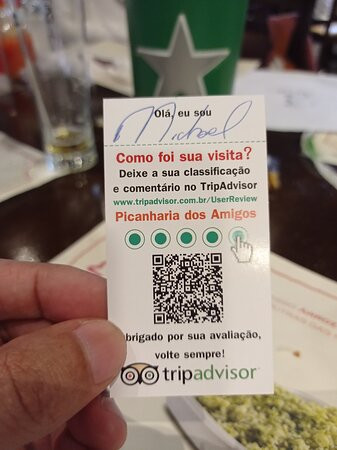 Olá, eu sou
Michael
Como foi sua visita?
Deixe a sua classificação
e comentário no TripAdvisor
www.tripadvisor.com.br/UserReview
Picanharia dos Amigos
brigado por sua avaliação,
volte sempre!
tripadvisor